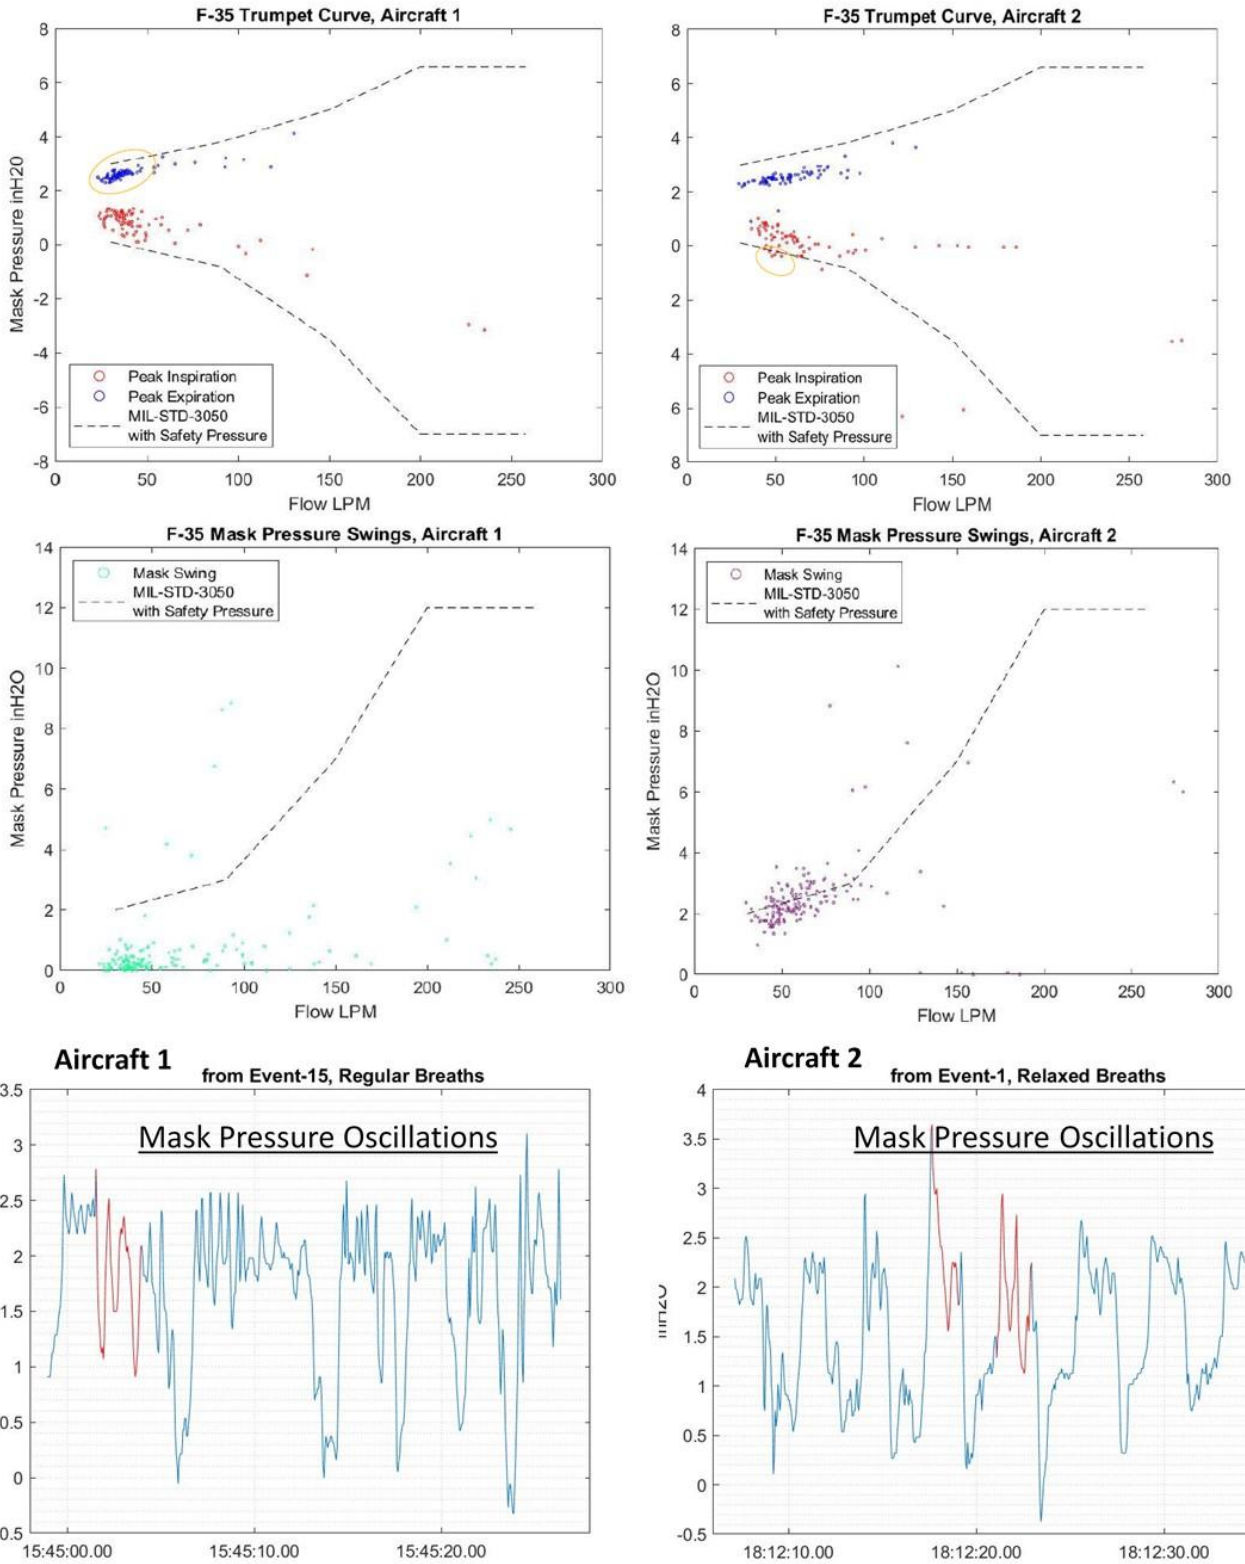 F-35 Trumpet Curve, Aircraft 1
8
6
4
2
0
-2
-4
-6
-8
Mask Pressure inH20
Peak Inspiration
Peak Expiration
MIL-STD-3050
with Safety Pressure
0 50 100 150 200 250 300
Flow LPM
F-35 Trumpet Curve, Aircraft 2
8
6
4
2
0
2
4
6
8
Peak Inspiration
Peak Expiration
MIL-STD-3050
with Safety Pressure
0 50 100 150 200 250 300
Flow LPM
F-35 Mask Pressure Swings, Aircraft 1
14
12
10
8
6
4
2
0
Mask Pressure inH2O
Mask Swing
MIL-STD-3050
with Safety Pressure
0 50 100 150 200 250 300
Flow LPM
F-35 Mask Pressure Swings, Aircraft 2
14
12
10
8
6
4
2
0
Mask Pressure inH2O
Mask Swing
MIL-STD-3050
with Safety Pressure
0 50 100 150 200 250 300
Flow LPM
Aircraft 1
from Event-15, Regular Breaths
Mask Pressure Oscillations
3.5
3
2.5
2
1.5
1
0.5
0
0.5
15:45:00.00 15:45:10.00 15:45:20.00
Aircraft 2
from Event-1, Relaxed Breaths
Mask Pressure Oscillations
4
3.5
3
2.5
2
1.5
1
0.5
0
-0.5
18:12:10.00 18:12:20.00 18:12:30.00